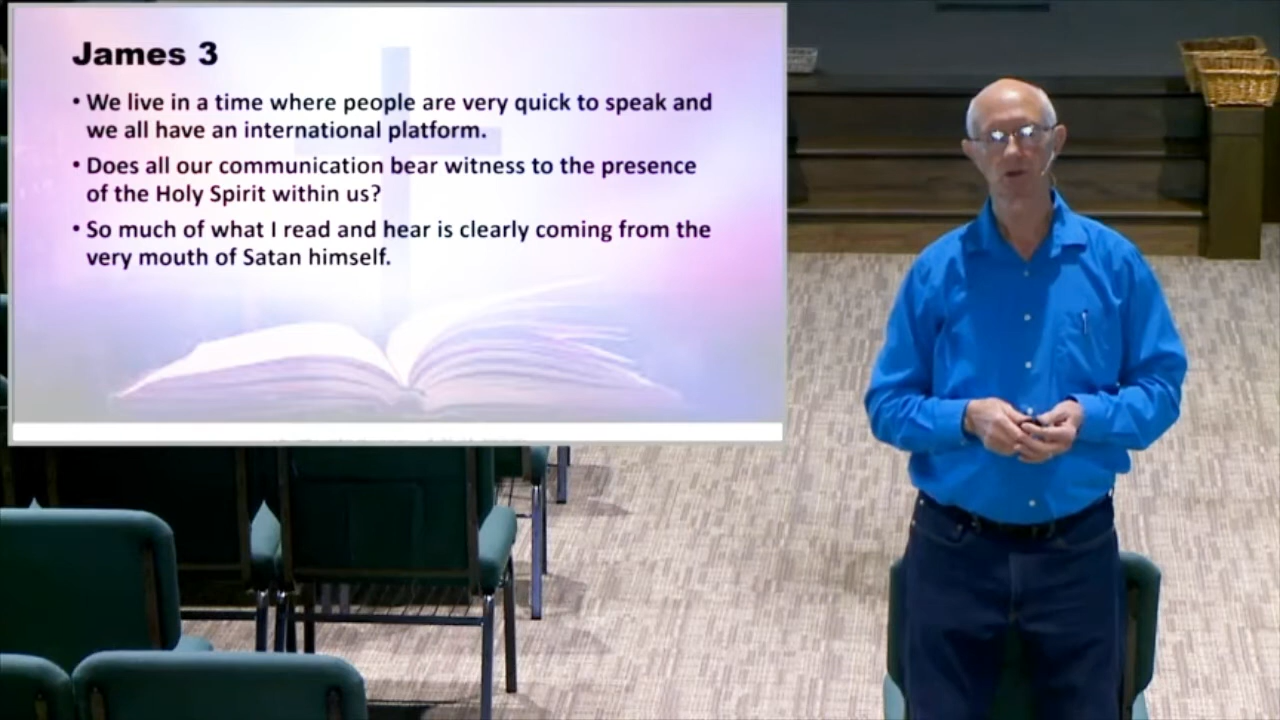 James 3
• We live in a time where people are very quick to speak and
we all have an international platform.
• Does all our communication bear witness to the presence
of the Holy Spirit within us?
• So much of what I read and hear is clearly coming from the
very mouth of Satan himself.